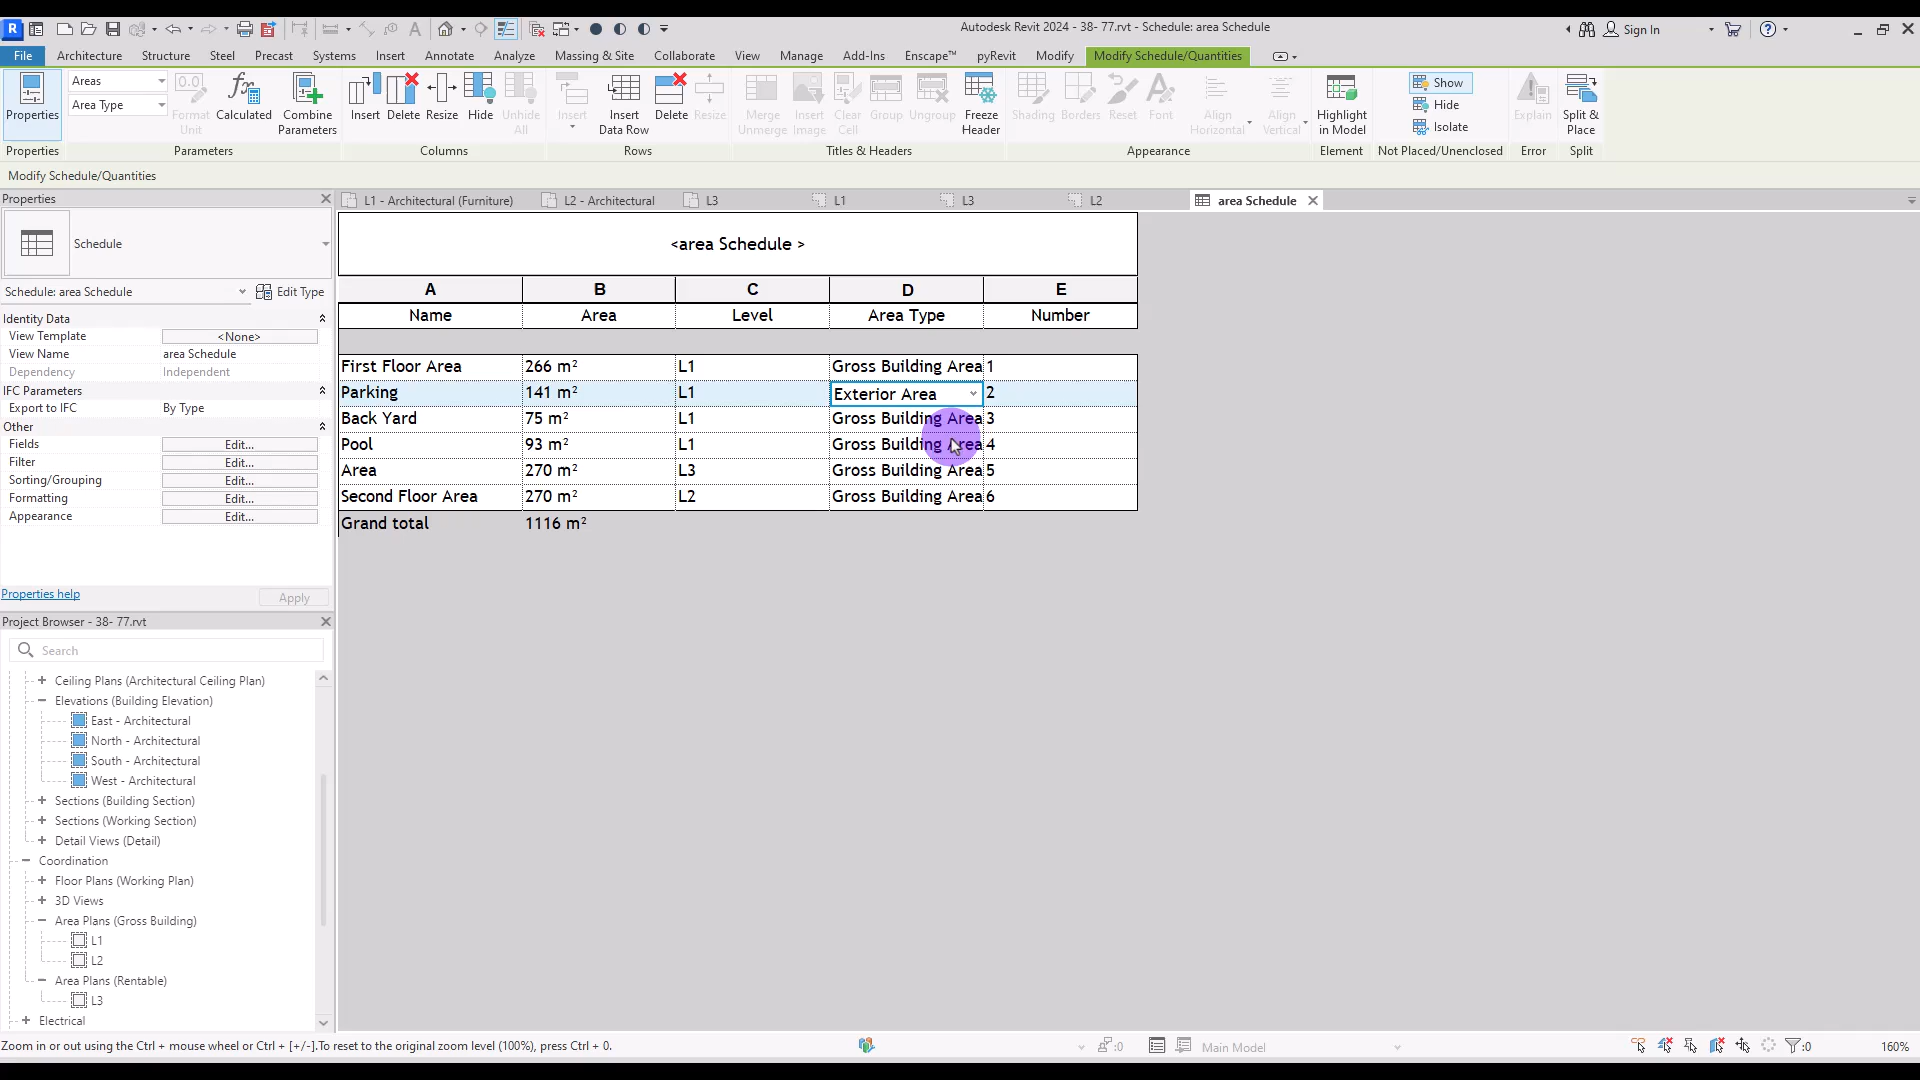 Autodesk Revit 2024 - 38- 77.rvt - Schedule: area Schedule
Sign In
File Architecture Structure Steel Precast Systems Insert Annotate Analyze Massing & Site Collaborate View Manage Add-Ins Enscape™ pyRevit Modify Modify Schedule/Quantities
Properties
Areas
Area Type
Format
Unit
Calculated
Combine
Parameters
Insert Delete Resize Hide Unhide
All
Insert
Insert
Data Row
Delete Resize
Merge
Unmerge
Insert
Image
Clear
Cell
Group Ungroup
Freeze
Header
Shading Borders Reset Font
Align
Horizontal
Align
Vertical
Highlight
in Model
Show
Hide
Isolate
Explain
Split &
Place
Properties Parameters Columns Rows Titles & Headers Appearance Element Not Placed/Unenclosed Error Split
Modify Schedule/Quantities
Properties
Schedule
Schedule: area Schedule
Edit Type
Identity Data
View Template <None>
View Name area Schedule
Dependency Independent
IFC Parameters
Export to IFC By Type
Other
Fields Edit...
Filter Edit...
Sorting/Grouping Edit...
Formatting Edit...
Appearance Edit...
Properties help
Apply
Project Browser - 38- 77.rvt
Search
Ceiling Plans (Architectural Ceiling Plan)
Elevations (Building Elevation)
East - Architectural
North - Architectural
South - Architectural
West - Architectural
Sections (Building Section)
Sections (Working Section)
Detail Views (Detail)
Coordination
Floor Plans (Working Plan)
3D Views
Area Plans (Gross Building)
L1
L2
Area Plans (Rentable)
L3
Electrical
L1 - Architectural (Furniture) L2 - Architectural L3 L1 L3 L2 area Schedule
<area Schedule >
A B C D E
Name Area Level Area Type Number
First Floor Area 266 m² L1 Gross Building Area 1
Parking 141 m² L1 Exterior Area 2
Back Yard 75 m² L1 Gross Building Area 3
Pool 93 m² L1 Gross Building Area 4
Area 270 m² L3 Gross Building Area 5
Second Floor Area 270 m² L2 Gross Building Area 6
Grand total 1116 m²
Zoom in or out using the Ctrl + mouse wheel or Ctrl + [+/-].To reset to the original zoom level (100%), press Ctrl + 0.
:0
Main Model
:0
160%